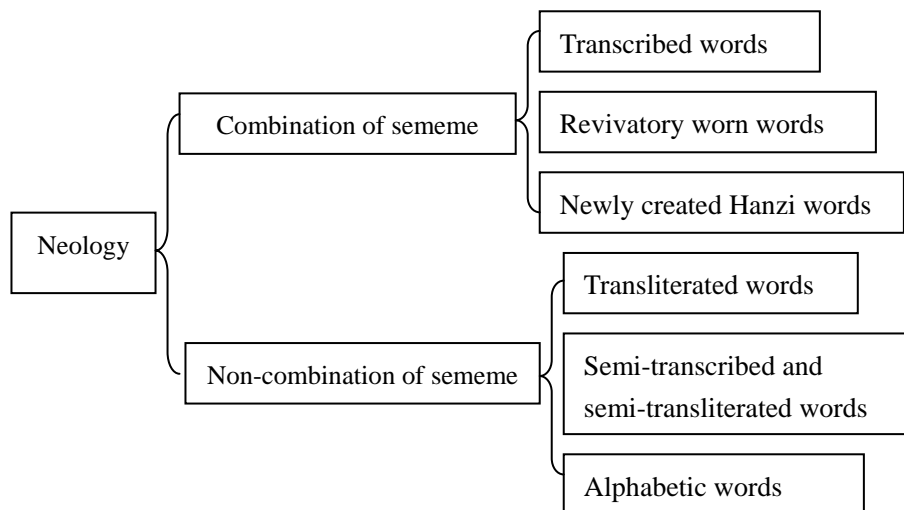 Transcribed words
Combination of sememe
Revivatory worn words
Newly created Hanzi words
Neology
Transliterated words
Non-combination of sememe
Semi-transcribed and
semi-transliterated words
Alphabetic words